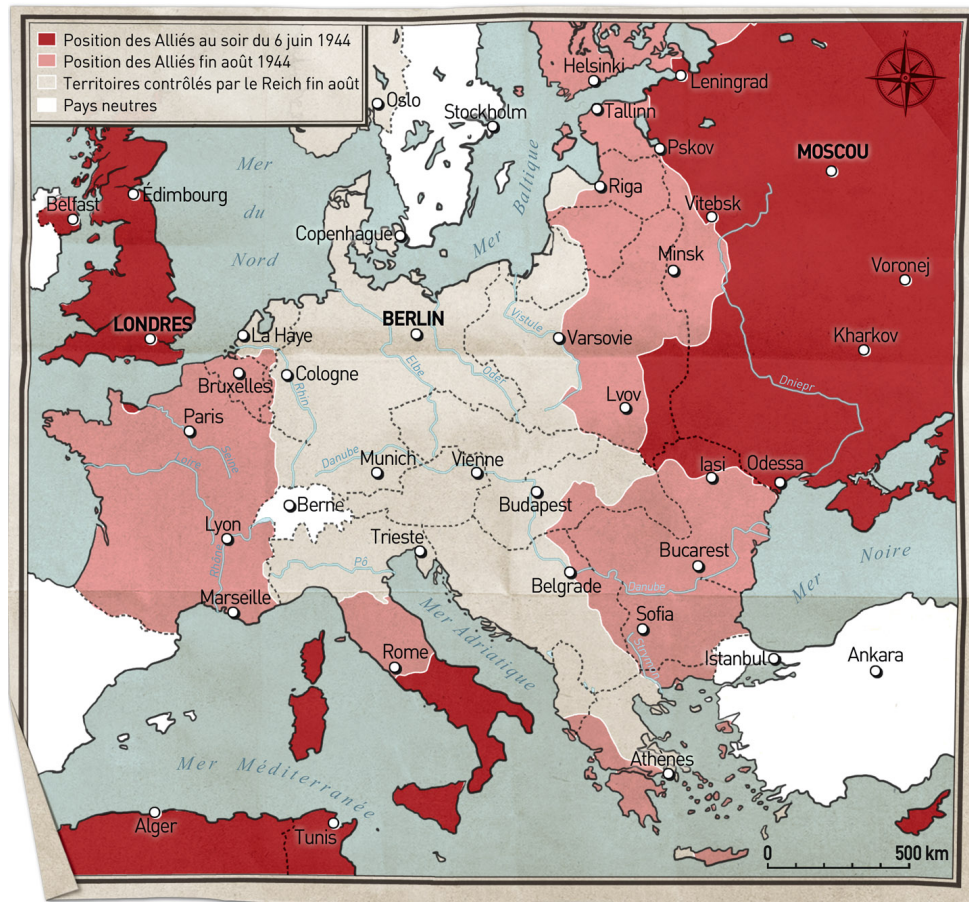 Position des Alliés au soir du 6 juin 1944
Position des Alliés fin août 1944
Territoires contrôlés par le Reich fin août
Pays neutres
N
Helsinki
Leningrad
Oslo
Stockholm
Tallinn
Pskov
MOSCOU
Mer
du
Nord
Mer
Baltique
Édimbourg
Belfast
Riga
Vitebsk
Copenhague
Minsk
Voronej
LONDRES
La Haye
BERLIN
Vistule
Varsovie
Kharkov
Bruxelles
Cologne
Rhin
Elbe
Oder
Dniepr
Paris
Seine
Loire
Lvov
Danube
Munich
Vienne
Iasi
Odessa
Berne
Budapest
Lyon
Rhône
Trieste
Pô
Bucarest
Mer Noire
Belgrade
Danube
Marseille
Mer Adriatique
Sofia
Rome
Istanbul
Ankara
Mer Méditerranée
Athenes
Alger
Tunis
0 500 km